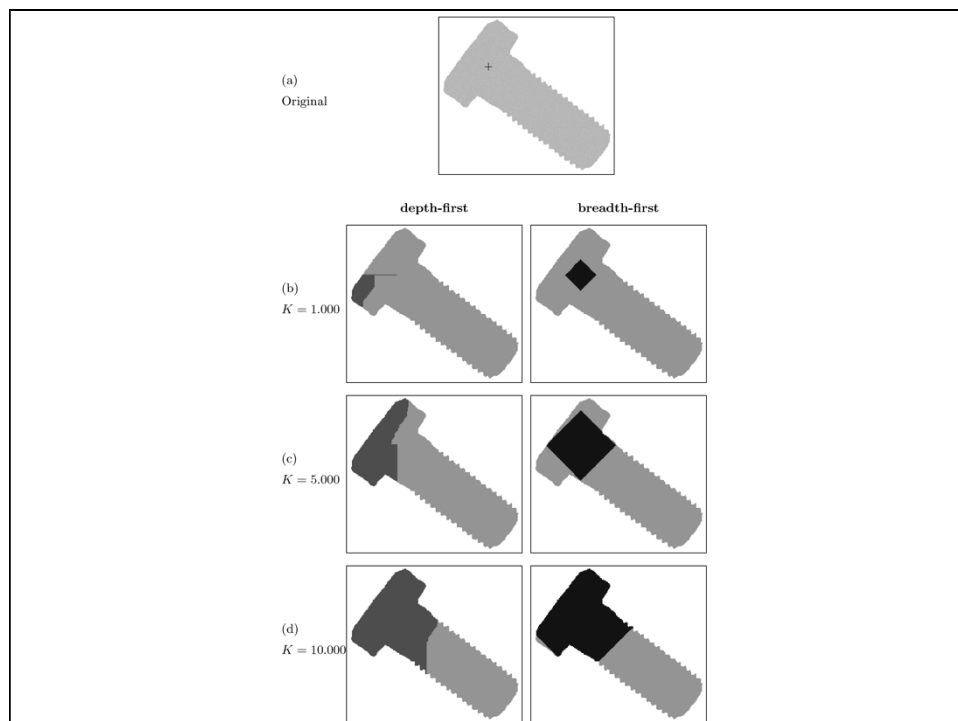 (a)
Original
depth-first breadth-first
(b)
K = 1.000
(c)
K = 5.000
(d)
K = 10.000